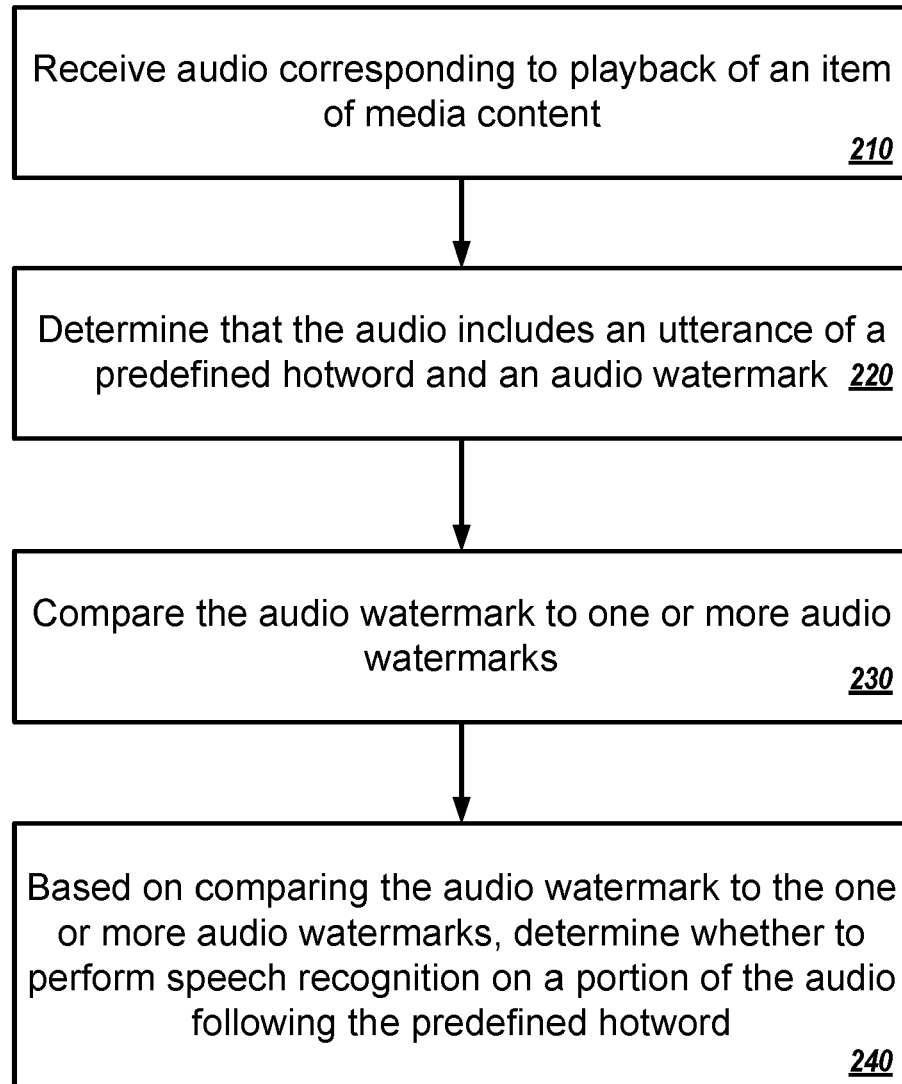 Receive audio corresponding to playback of an item
of media content
210
Determine that the audio includes an utterance of a
predefined hotword and an audio watermark 220
Compare the audio watermark to one or more audio
watermarks
230
Based on comparing the audio watermark to the one
or more audio watermarks, determine whether to
perform speech recognition on a portion of the audio
following the predefined hotword
240